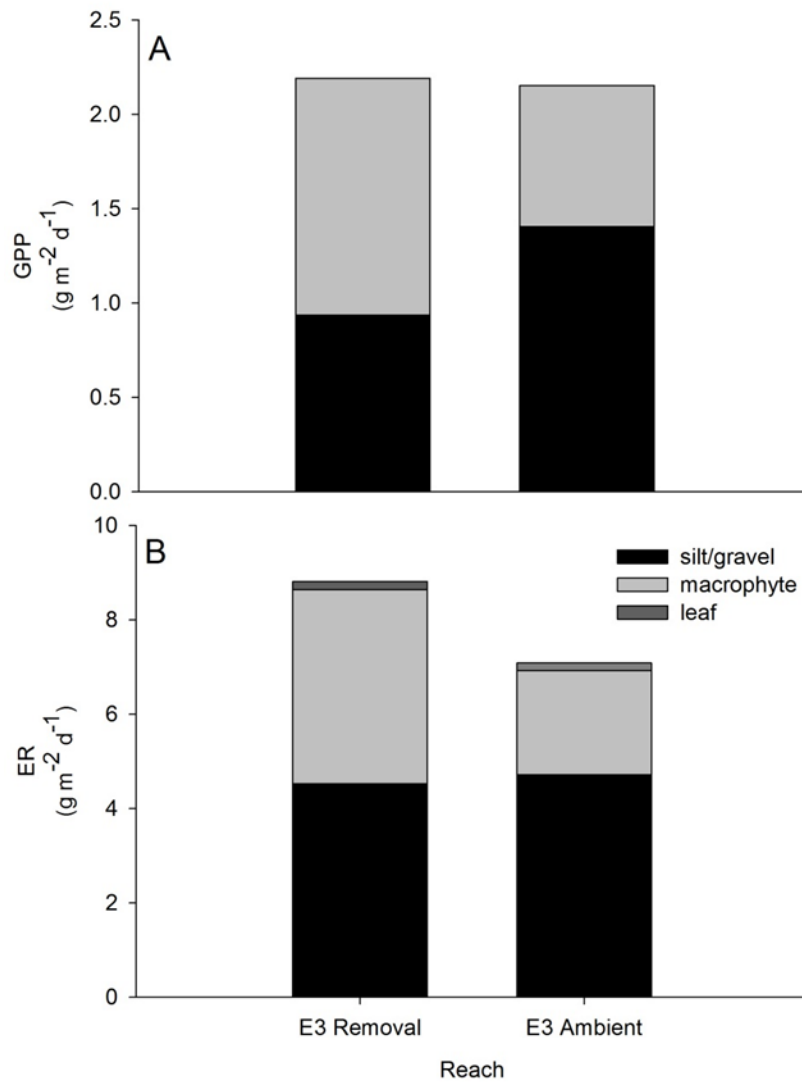 A
2.5
2.0
1.5
1.0
0.5
0.0
GPP
(g m-2 d-1)
B
10
8
6
4
2
0
ER
(g m-2 d-1)
silt/gravel
macrophyte
leaf
E3 Removal E3 Ambient
Reach